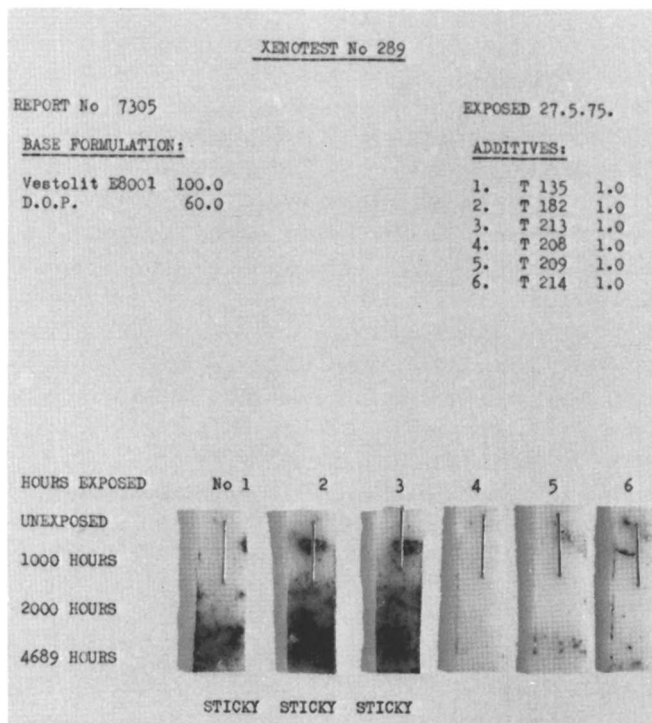 XENOTEST No 289
REPORT No 7305
EXPOSED 27.5.75.
BASE FORMULATION:
ADDITIVES:
Vestolit E8001 100.0
D.O.P. 60.0
1. T 135 1.0
2. T 182 1.0
3. T 213 1.0
4. T 208 1.0
5. T 209 1.0
6. T 214 1.0
HOURS EXPOSED No 1 2 3 4 5 6
UNEXPOSED
1000 HOURS
2000 HOURS
4689 HOURS
STICKY STICKY STICKY